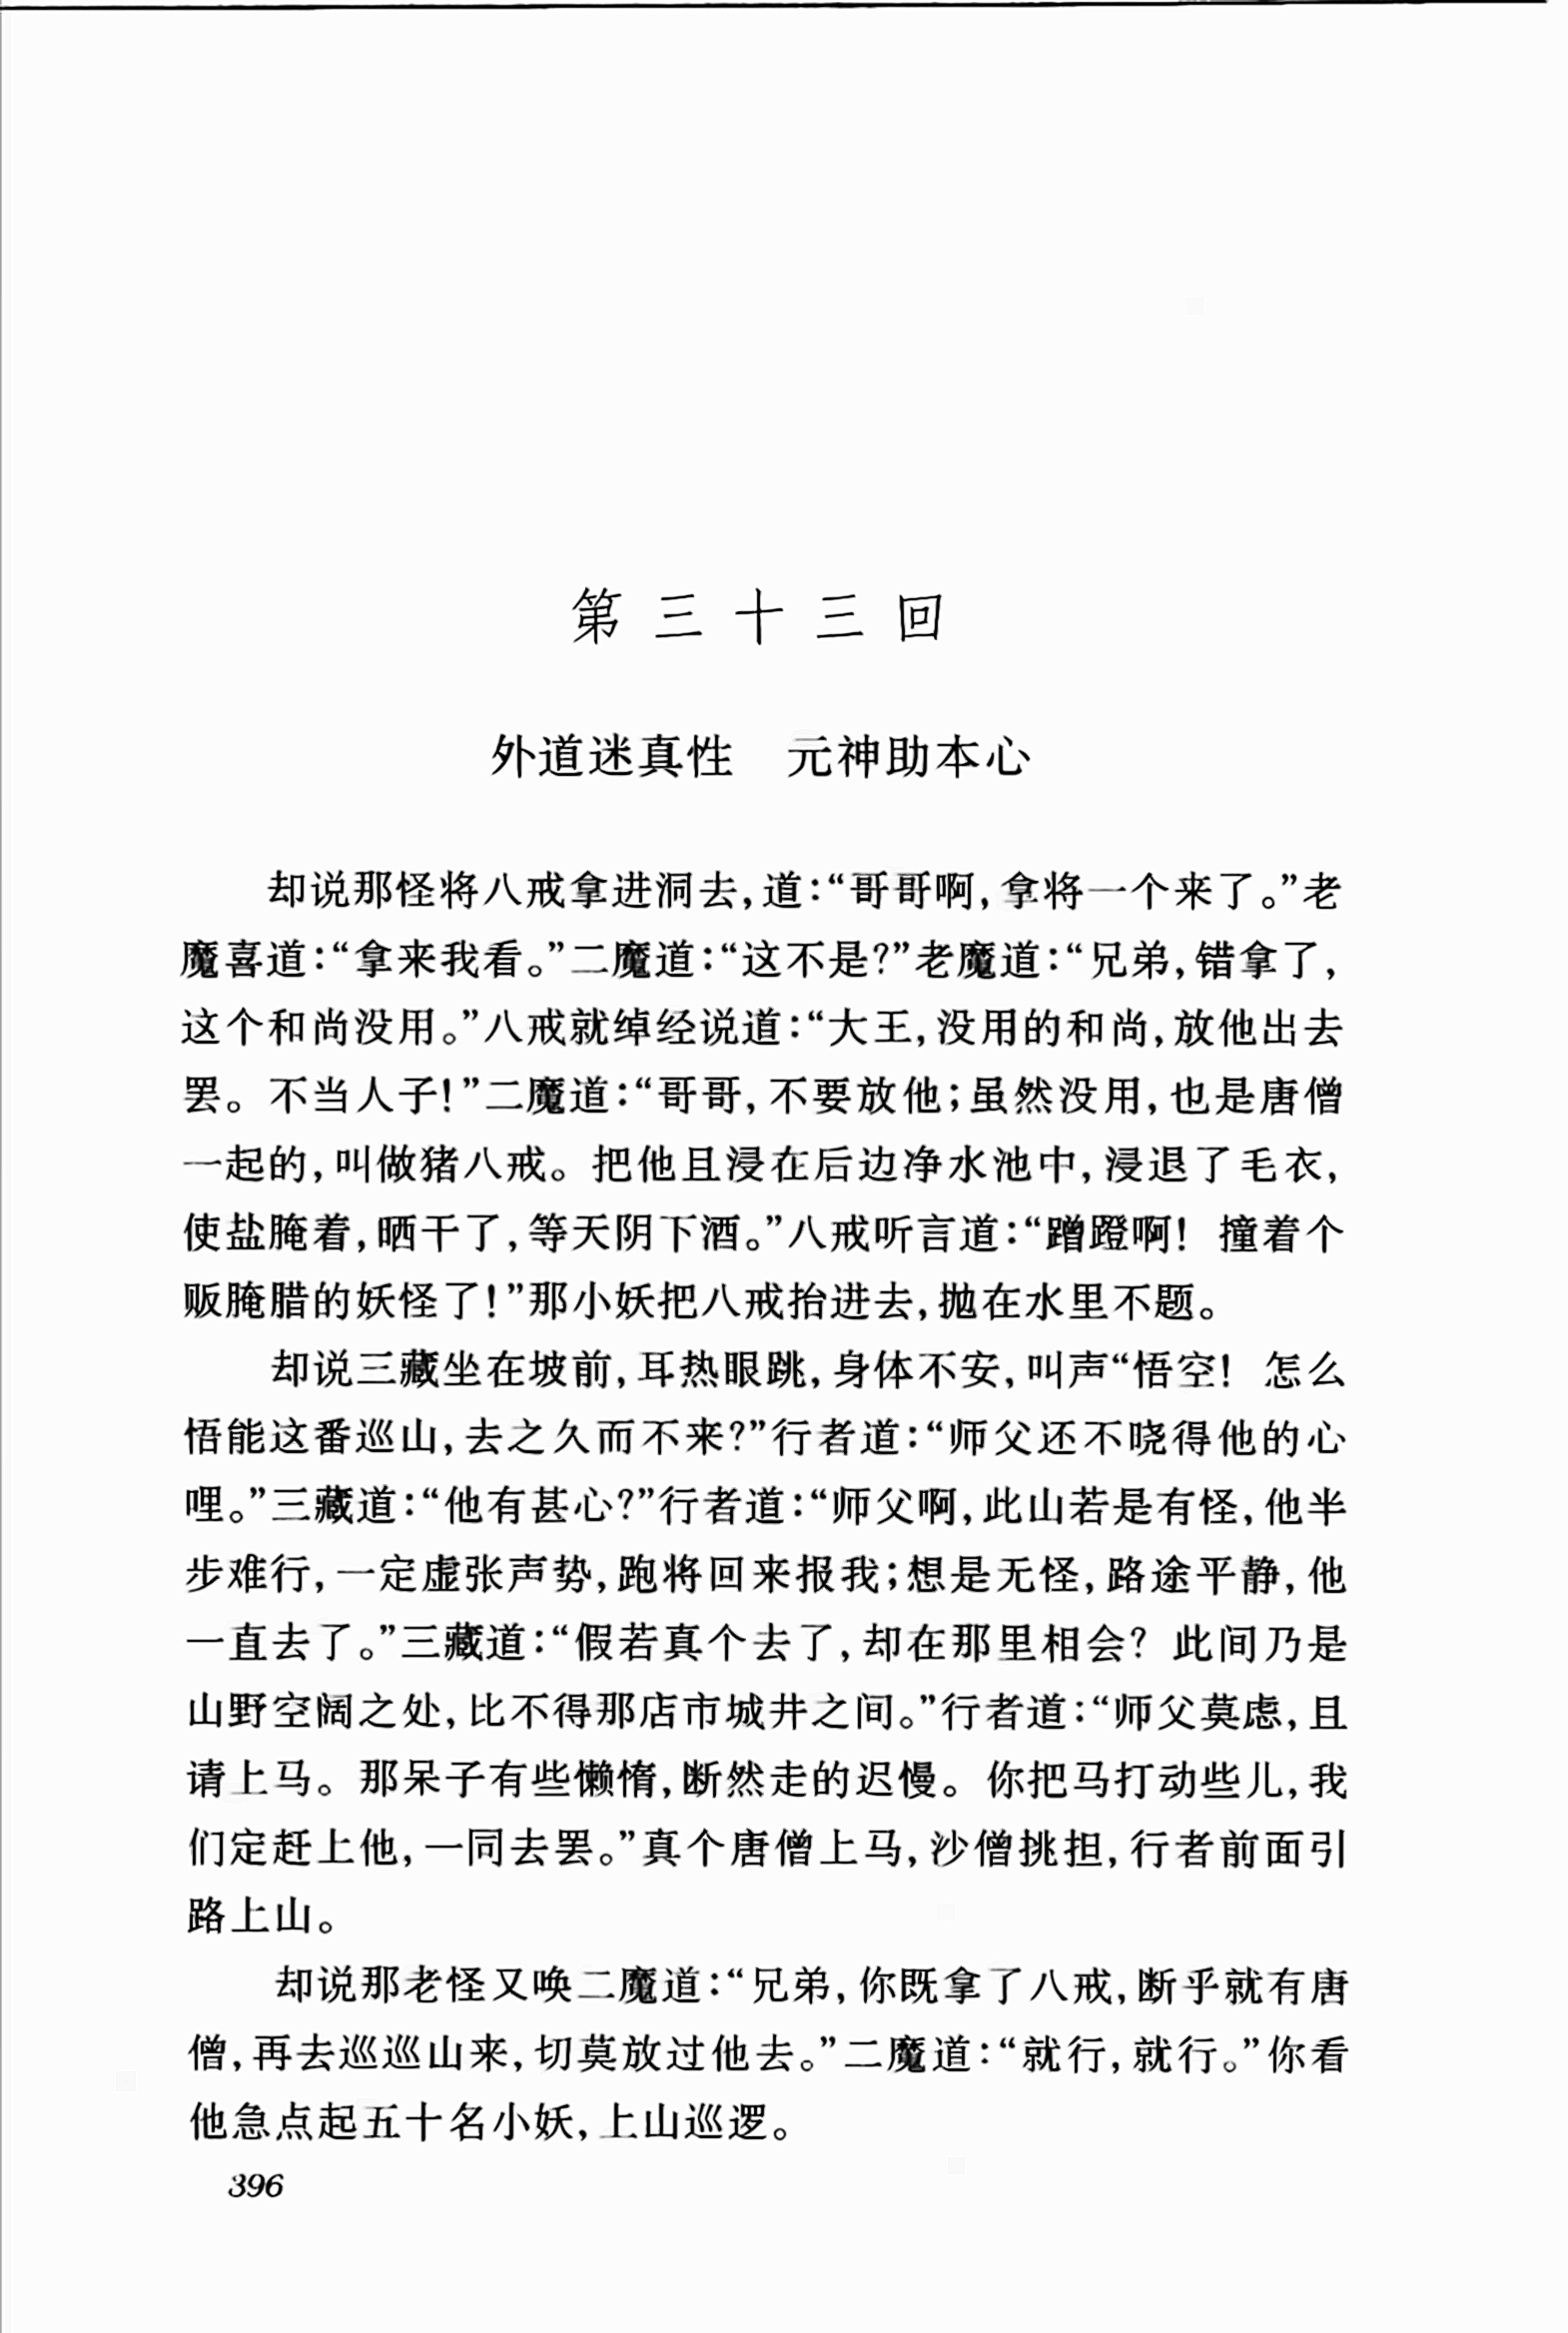 第三十三回
外道迷真性　元神助本心
却说那怪将八戒拿进洞去,道:“哥哥啊,拿将一个来了。”老
魔喜道:“拿来我看。”二魔道:“这不是?”老魔道:“兄弟,错拿了,
这个和尚没用。”八戒就绰经说道:“大王,没用的和尚,放他出去
罢。不当人子!”二魔道:“哥哥,不要放他;虽然没用,也是唐僧
一起的,叫做猪八戒。把他且浸在后边净水池中,浸退了毛衣,
使盐腌着,晒干了,等天阴下酒。”八戒听言道:“蹭蹬啊! 撞着个
贩腌腊的妖怪了!”那小妖把八戒抬进去,抛在水里不题。
却说三藏坐在坡前,耳热眼跳,身体不安,叫声“悟空! 怎么
悟能这番巡山,去之久而不来?”行者道:“师父还不晓得他的心
哩。”三藏道:“他有甚心?”行者道:“师父啊,此山若是有怪,他半
步难行,一定虚张声势,跑将回来报我;想是无怪,路途平静,他
一直去了。”三藏道:“假若真个去了,却在那里相会? 此间乃是
山野空阔之处,比不得那店市城井之间。”行者道:“师父莫虑,且
请上马。那呆子有些懒惰,断然走的迟慢。你把马打动些儿,我
们定赶上他,一同去罢。”真个唐僧上马,沙僧挑担,行者前面引
路上山。
却说那老怪又唤二魔道:“兄弟,你既拿了八戒,断乎就有唐
僧,再去巡巡山来,切莫放过他去。”二魔道:“就行,就行。”你看
他急点起五十名小妖,上山巡逻。
396